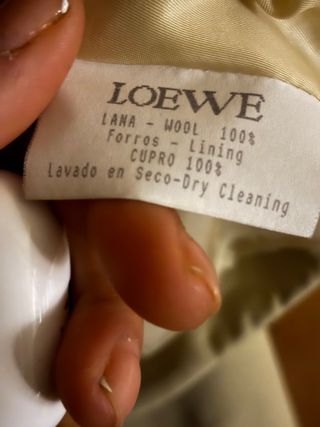 LOEWE
LANA - WOOL 100%
Forros - Lining
CUPRO 100%
Lavado en Seco-Dry Cleaning